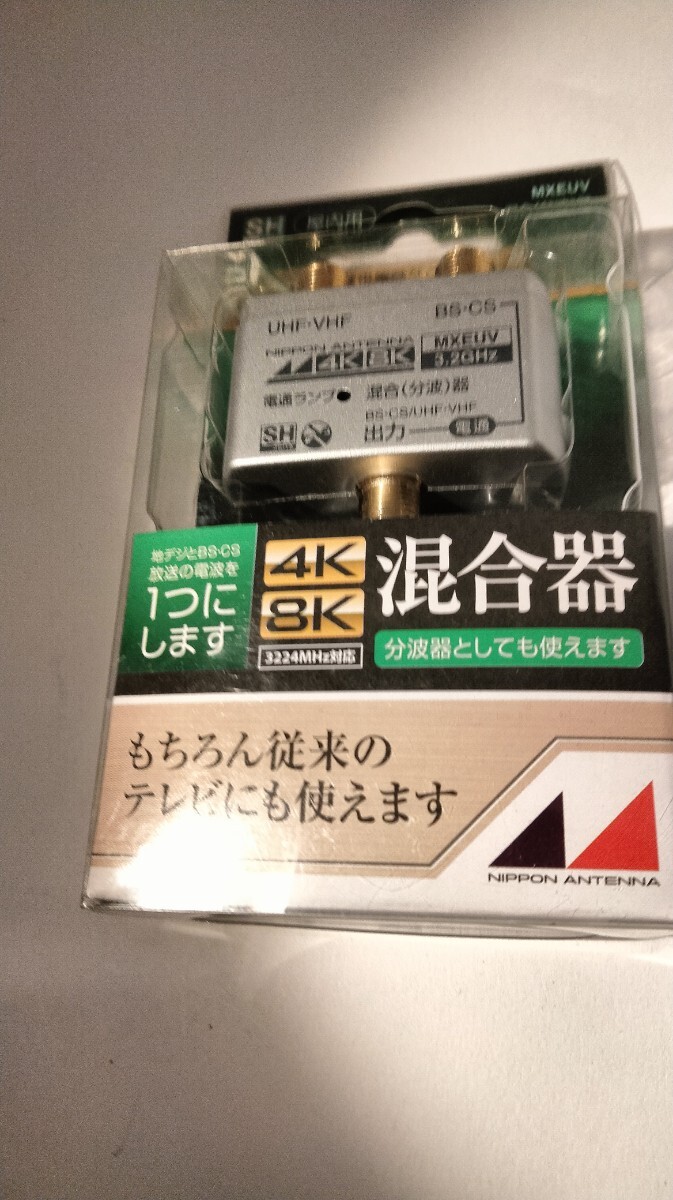 MXEUV
SH 屋内用
UHF・VHF
BS・CS
NIPPON ANTENNA
4K 8K
MXEUV
3.2GHz
電通ランプ
混合(分波)器
BS・CS/UHF・VHF
SH
出力
電通
地デジとBS・CS
放送の電波を
1つに
します
4K
8K
3224MHz対応
混合器
分波器としても使えます
もちろん従来の
テレビにも使えます
NIPPON ANTENNA